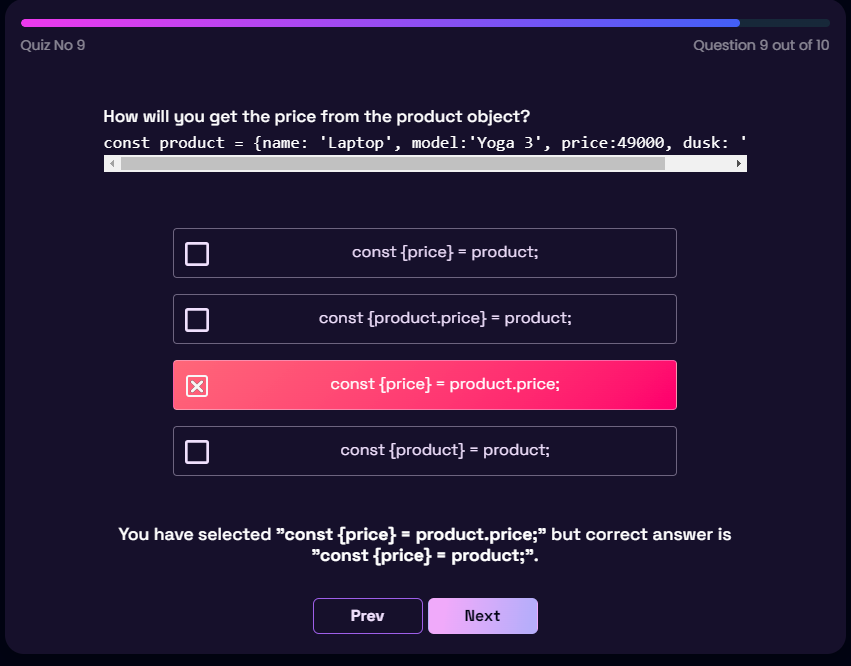 Quiz No 9
Question 9 out of 10
How will you get the price from the product object?
const product = {name: 'Laptop', model:'Yoga 3', price:49000, dusk: '
const {price} = product;
const {product.price} = product;
const {price} = product.price;
const {product} = product;
You have selected ”const {price} = product.price;” but correct answer is
”const {price} = product;”.
Prev
Next